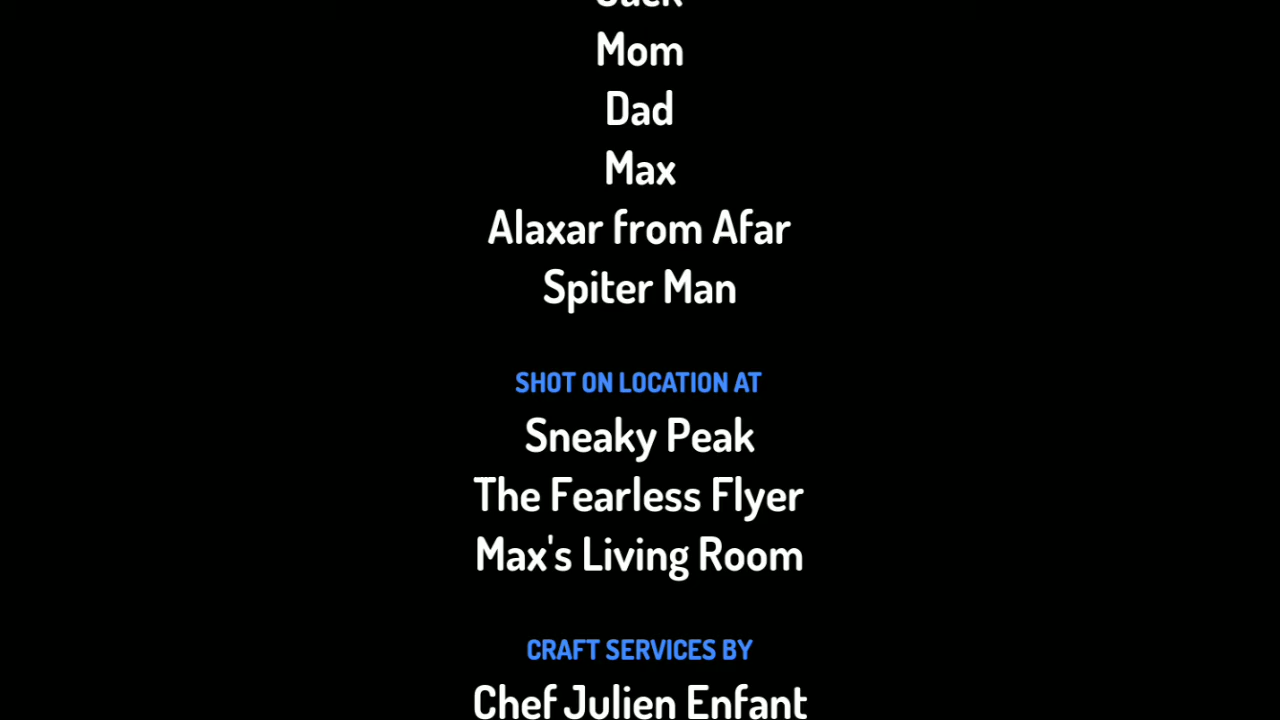 Mom
Dad
Max
Alaxar from Afar
Spiter Man
SHOT ON LOCATION AT
Sneaky Peak
The Fearless Flyer
Max's Living Room
CRAFT SERVICES BY
Chef Julien Enfant